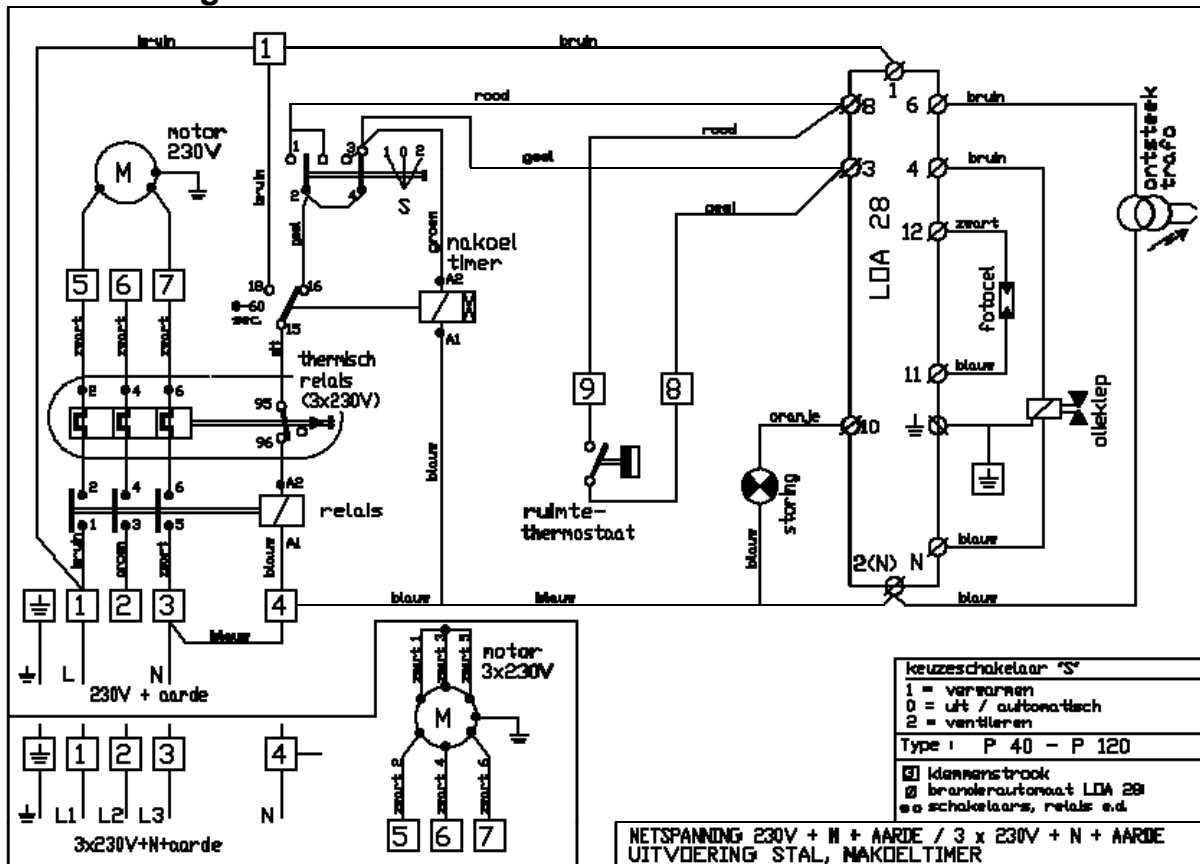 bruin
1
bruin
rood
rood
geel
geel
motor
230V
M
bruin
geel
1
3
2
4
1 0 2
S
groen
nakoel
timer
A2
A1
18
16
15
0-60
sec.
wit
5 6 7
zwart
zwart
zwart
thermisch
relais
(3x230V)
2 4 6
95
96
2 4 6
1 3 5
A2
A1
relais
bruin
groen
zwart
blauw
blauw
1 2 3 4
blauw
blauw
blauw
L N
230V + aarde
1 2 3 4
L1 L2 L3 N
3x230V+N+aarde
zwart 1
zwart 3
zwart 5
motor
3x230V
M
zwart 2
zwart 4
zwart 6
5 6 7
9
8
ruimte-
thermostaat
oranje
storing
blauw
1
8
3
10
2(N)
LOA 28
6
4
12
11
N
bruin
bruin
zwart
blauw
blauw
blauw
fotocel
olieklep
ontsteek
trafo
keuzeschakelaar "S"
1 = verwarmen
0 = uit / automatisch
2 = ventileren
Type : P 40 - P 120
klemmenstrook
branderautomaat LOA 28
schakelaars, relais e.d.
NETSPANNING: 230V + N + AARDE / 3 x 230V + N + AARDE
UITVOERING: STAL, NAKOELTIMER